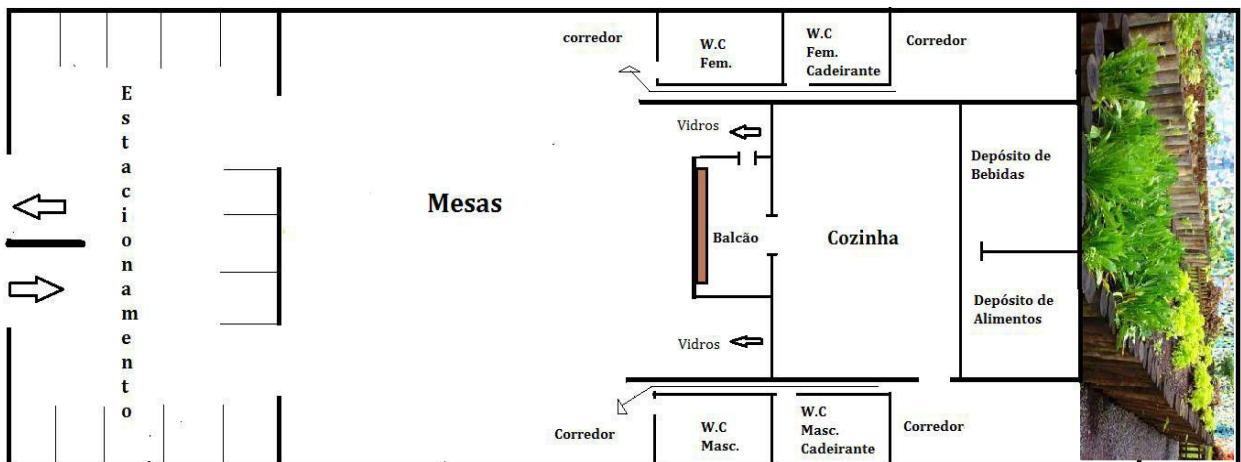 Estacionamento
Mesas
corredor
W.C
Fem.
W.C
Fem.
Cadeirante
Corredor
Vidros
Balcão
Cozinha
Depósito de
Bebidas
Depósito de
Alimentos
Vidros
Corredor
W.C
Masc.
W.C
Masc.
Cadeirante
Corredor